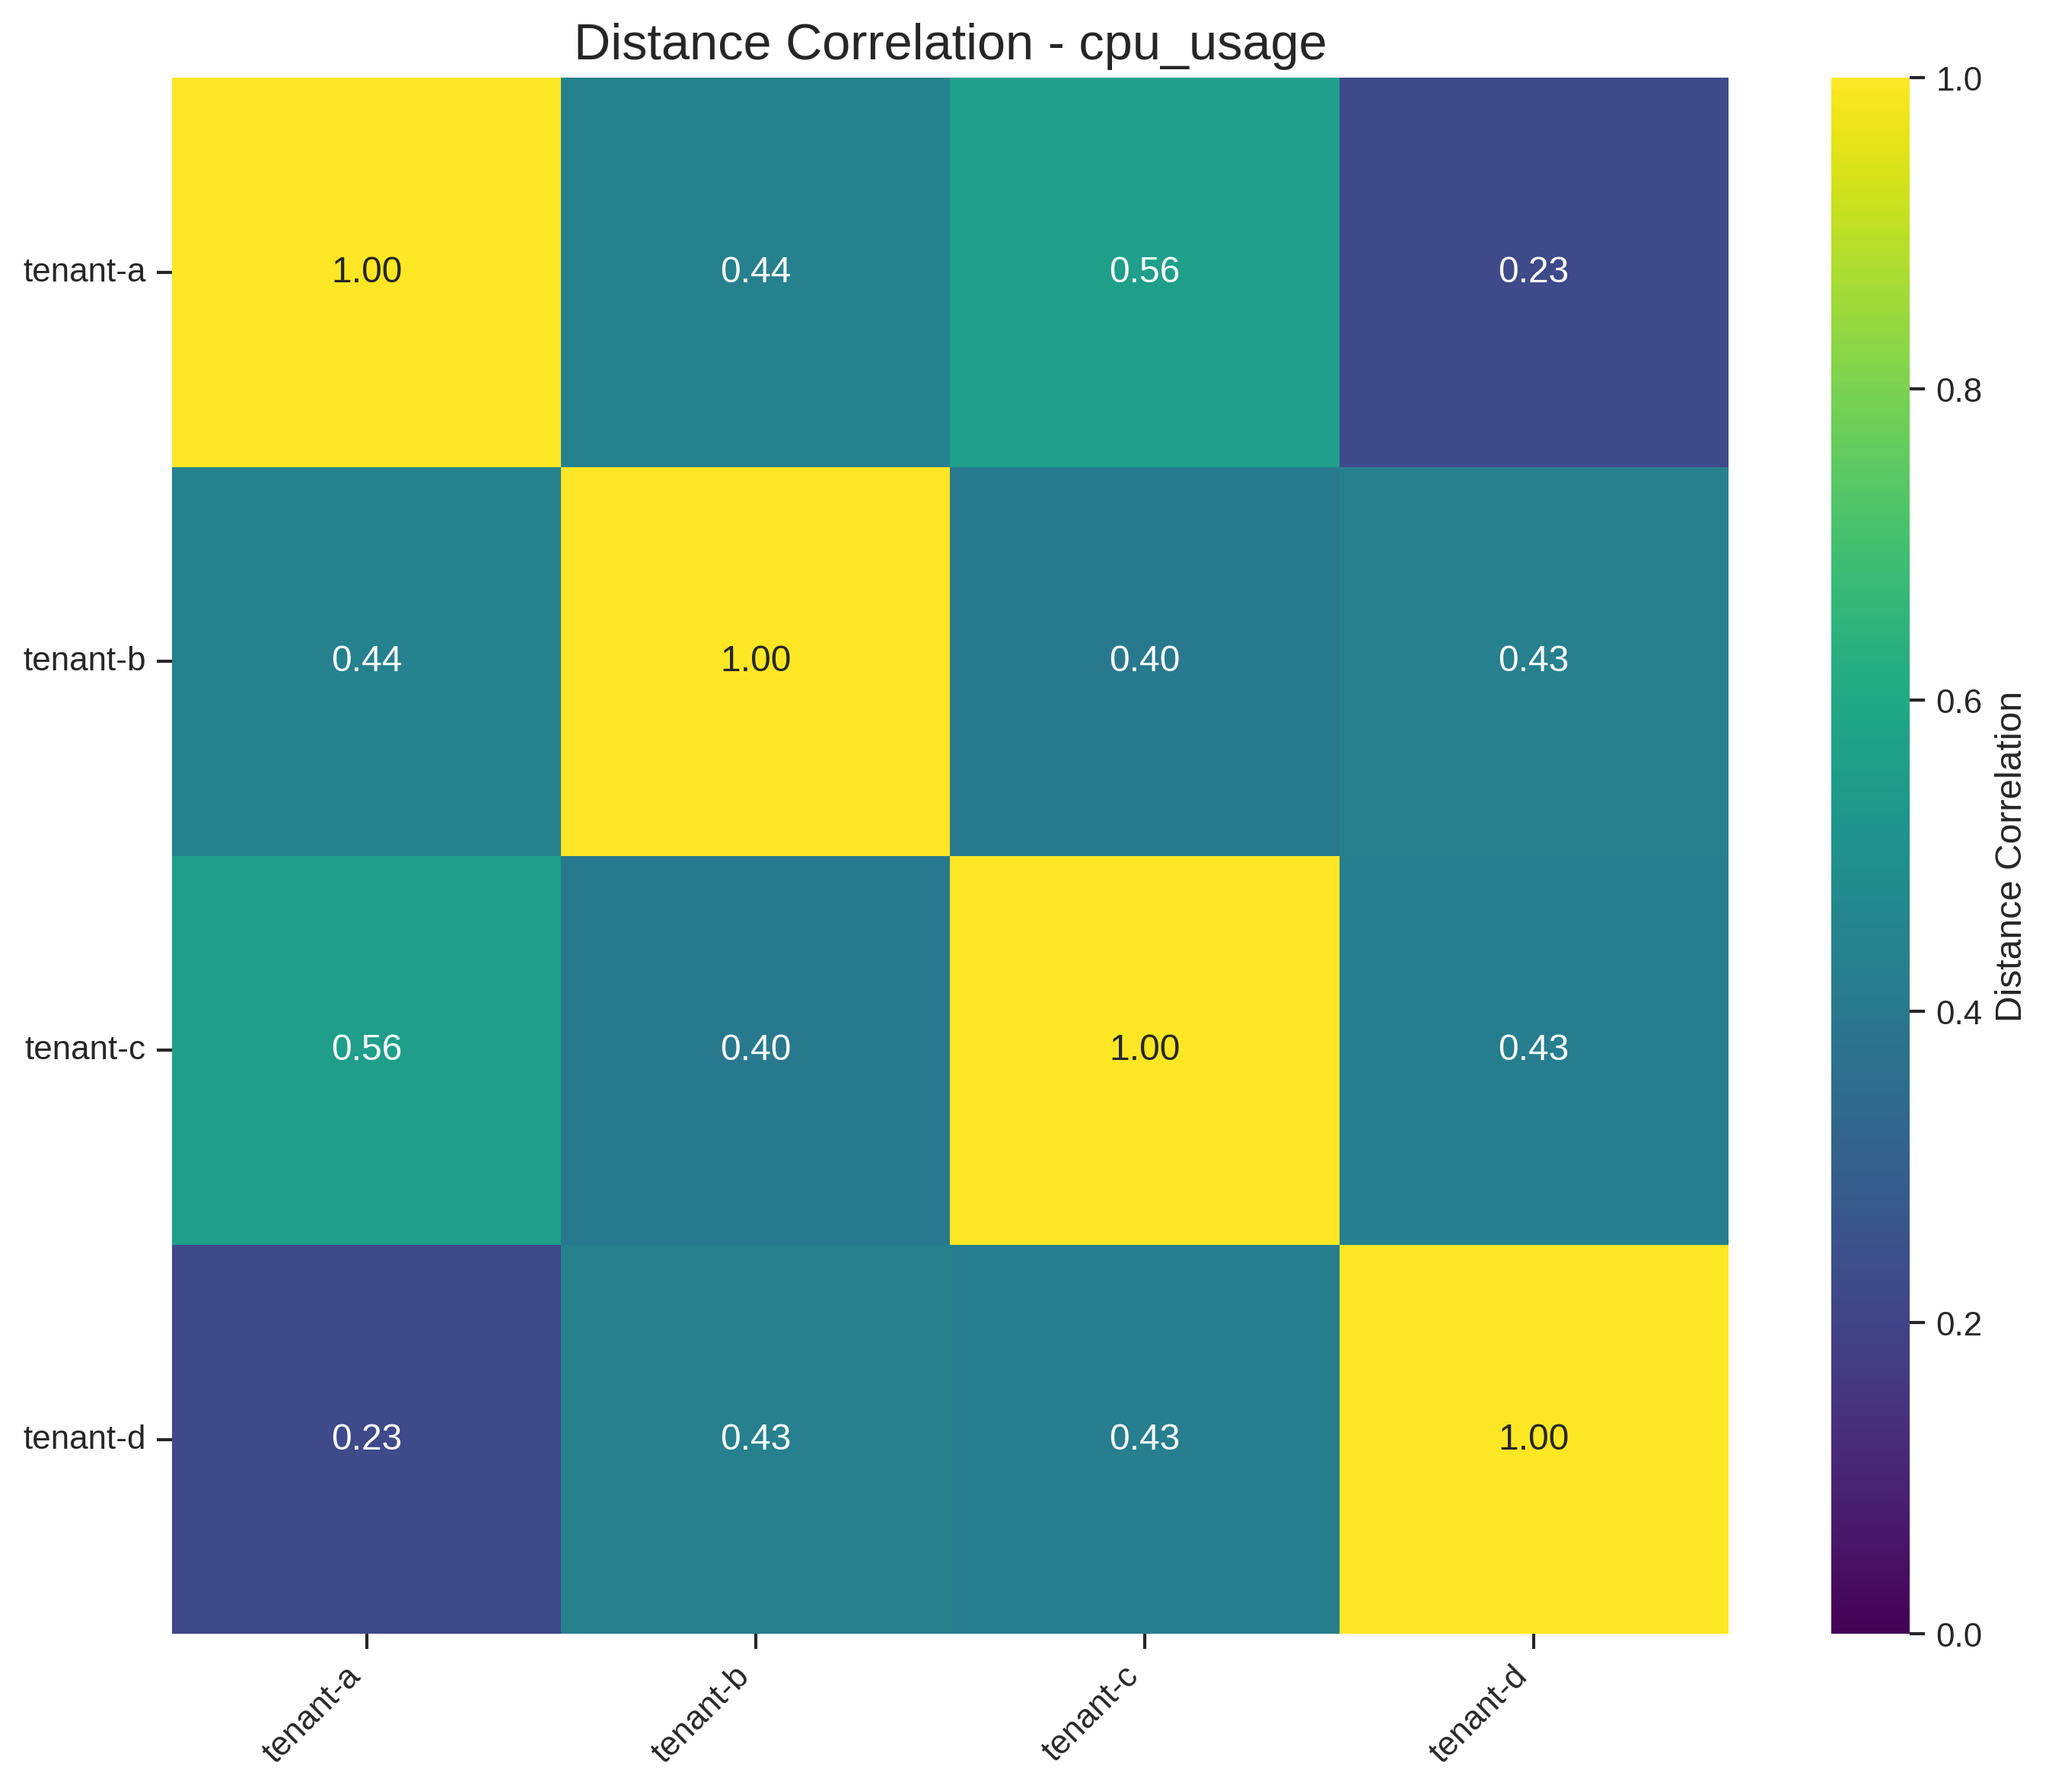 Distance Correlation - cpu_usage
tenant-a 1.00 0.44 0.56 0.23
tenant-b 0.44 1.00 0.40 0.43
tenant-c 0.56 0.40 1.00 0.43
tenant-d 0.23 0.43 0.43 1.00
tenant-a tenant-b tenant-c tenant-d
1.0
0.8
0.6
0.4
0.2
0.0
Distance Correlation